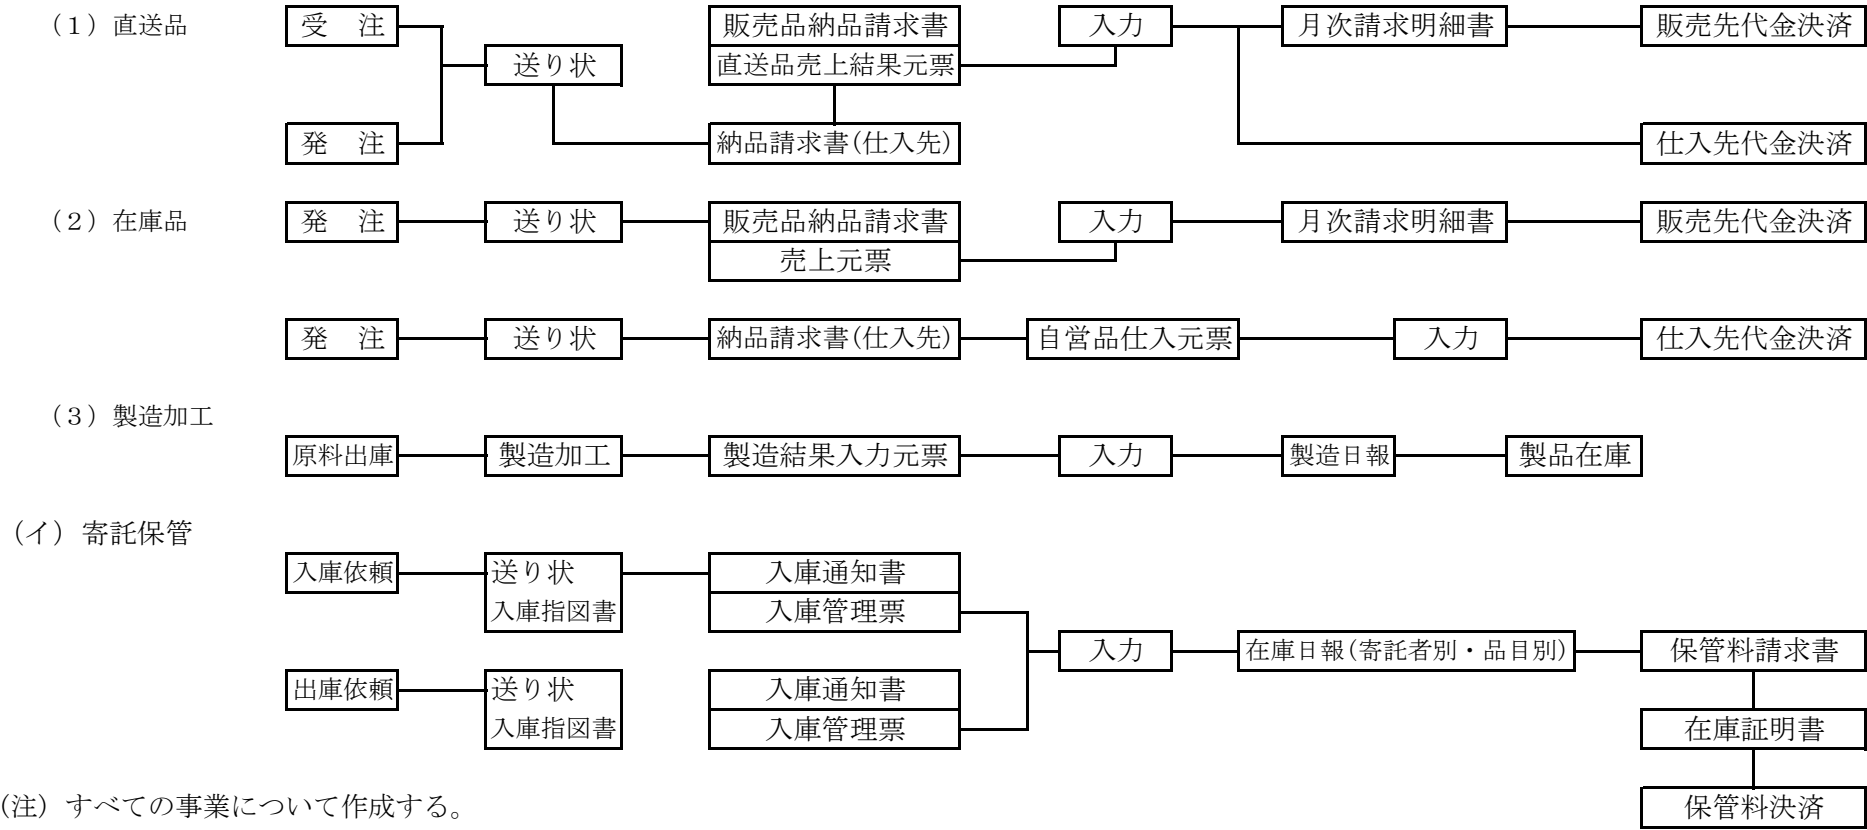 （１）直送品
受　注
販売品納品請求書
入力
月次請求明細書
販売先代金決済
送り状
直送品売上結果元票
発　注
納品請求書(仕入先)
仕入先代金決済
（２）在庫品
発　注
送り状
販売品納品請求書
入力
月次請求明細書
販売先代金決済
売上元票
発　注
送り状
納品請求書(仕入先)
自営品仕入元票
入力
仕入先代金決済
（３）製造加工
原料出庫
製造加工
製造結果入力元票
入力
製造日報
製品在庫
(イ）寄託保管
入庫依頼
送り状
入庫指図書
入庫通知書
入庫管理票
入力
在庫日報(寄託者別・品目別)
保管料請求書
出庫依頼
送り状
入庫指図書
入庫通知書
入庫管理票
在庫証明書
保管料決済
(注）すべての事業について作成する。